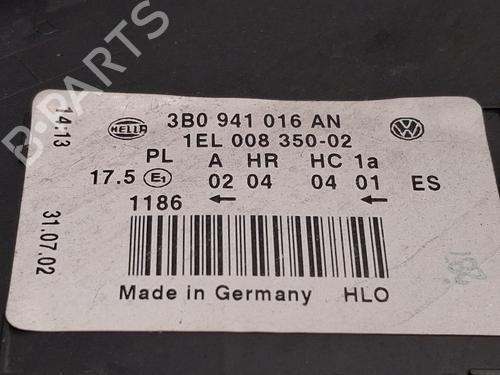 B-PARTS
14:13
HELLA
3B0 941 016 AN
1EL 008 350-02
PL A HR HC 1a
17.5 E1 02 04 04 01 ES
1186 ← ←
31.07.02
Made in Germany HLO